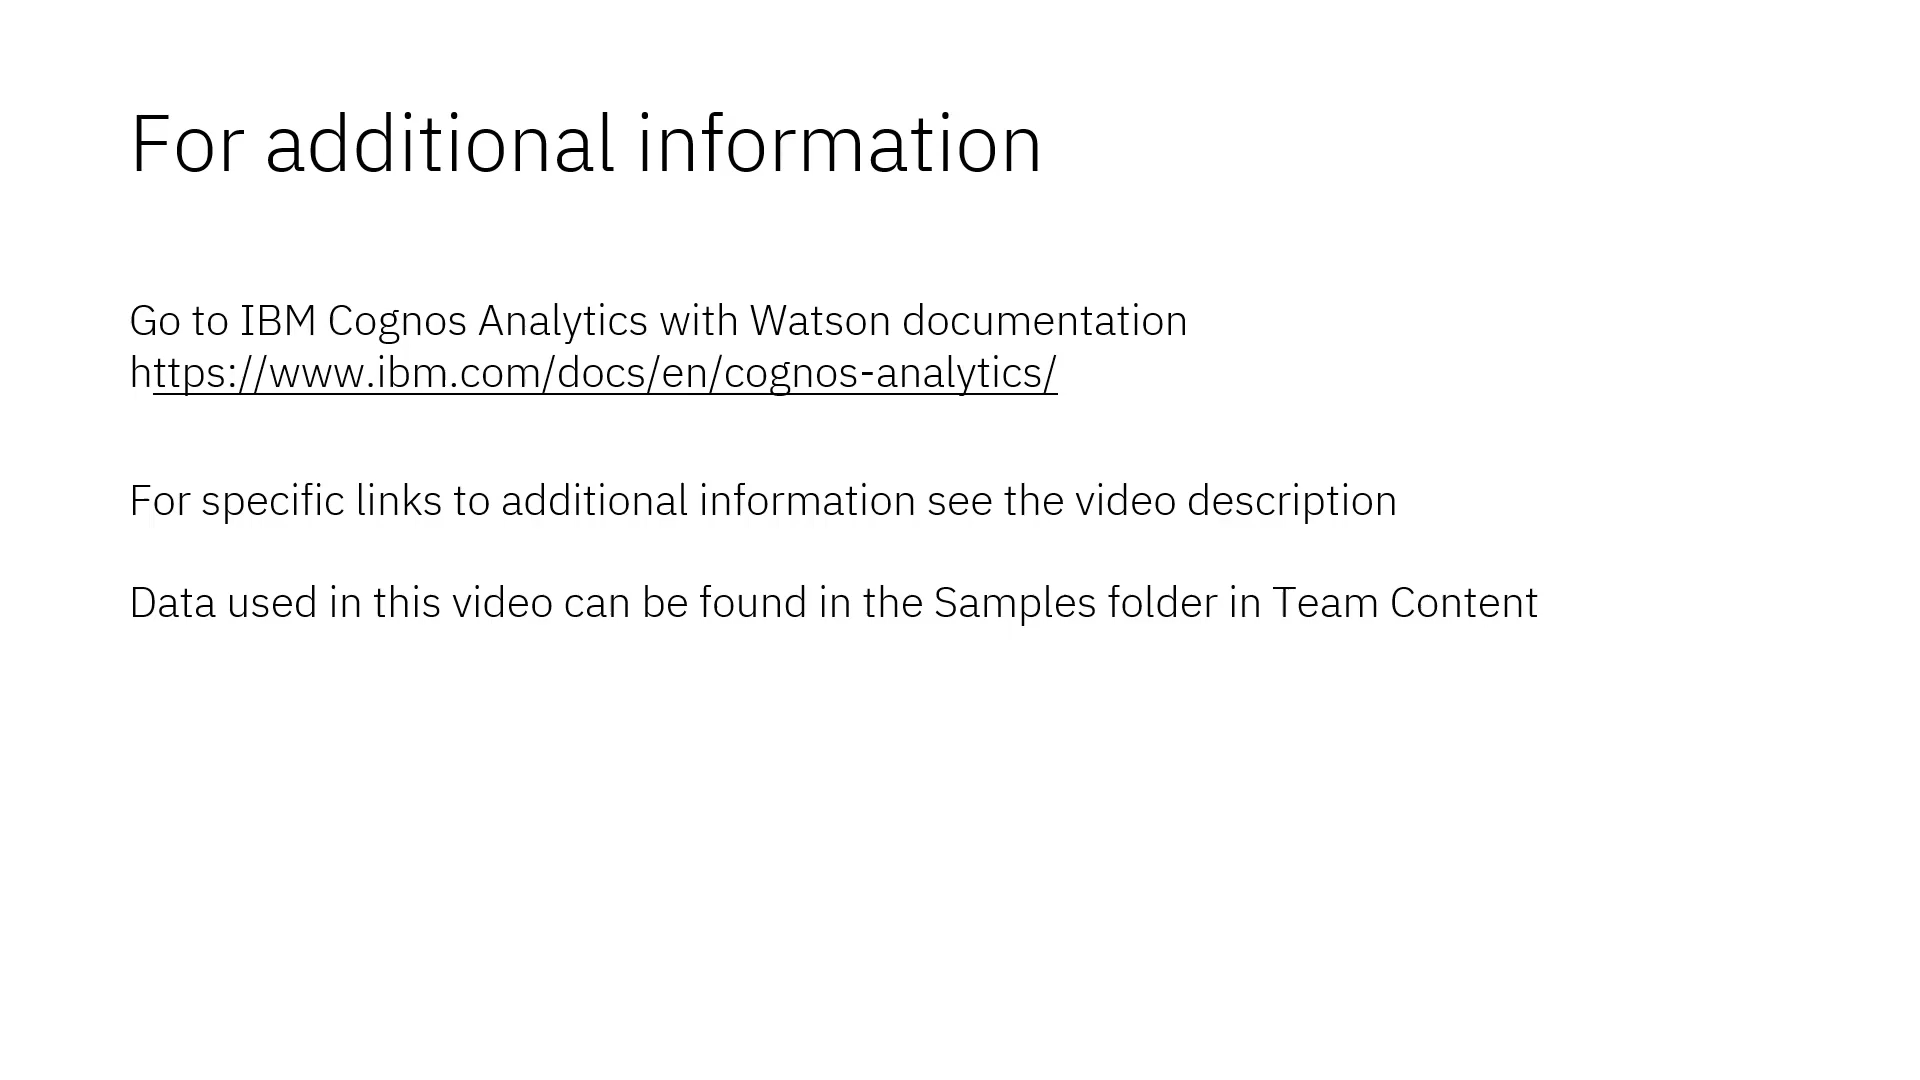 For additional information
Go to IBM Cognos Analytics with Watson documentation
https://www.ibm.com/docs/en/cognos-analytics/
For specific links to additional information see the video description
Data used in this video can be found in the Samples folder in Team Content